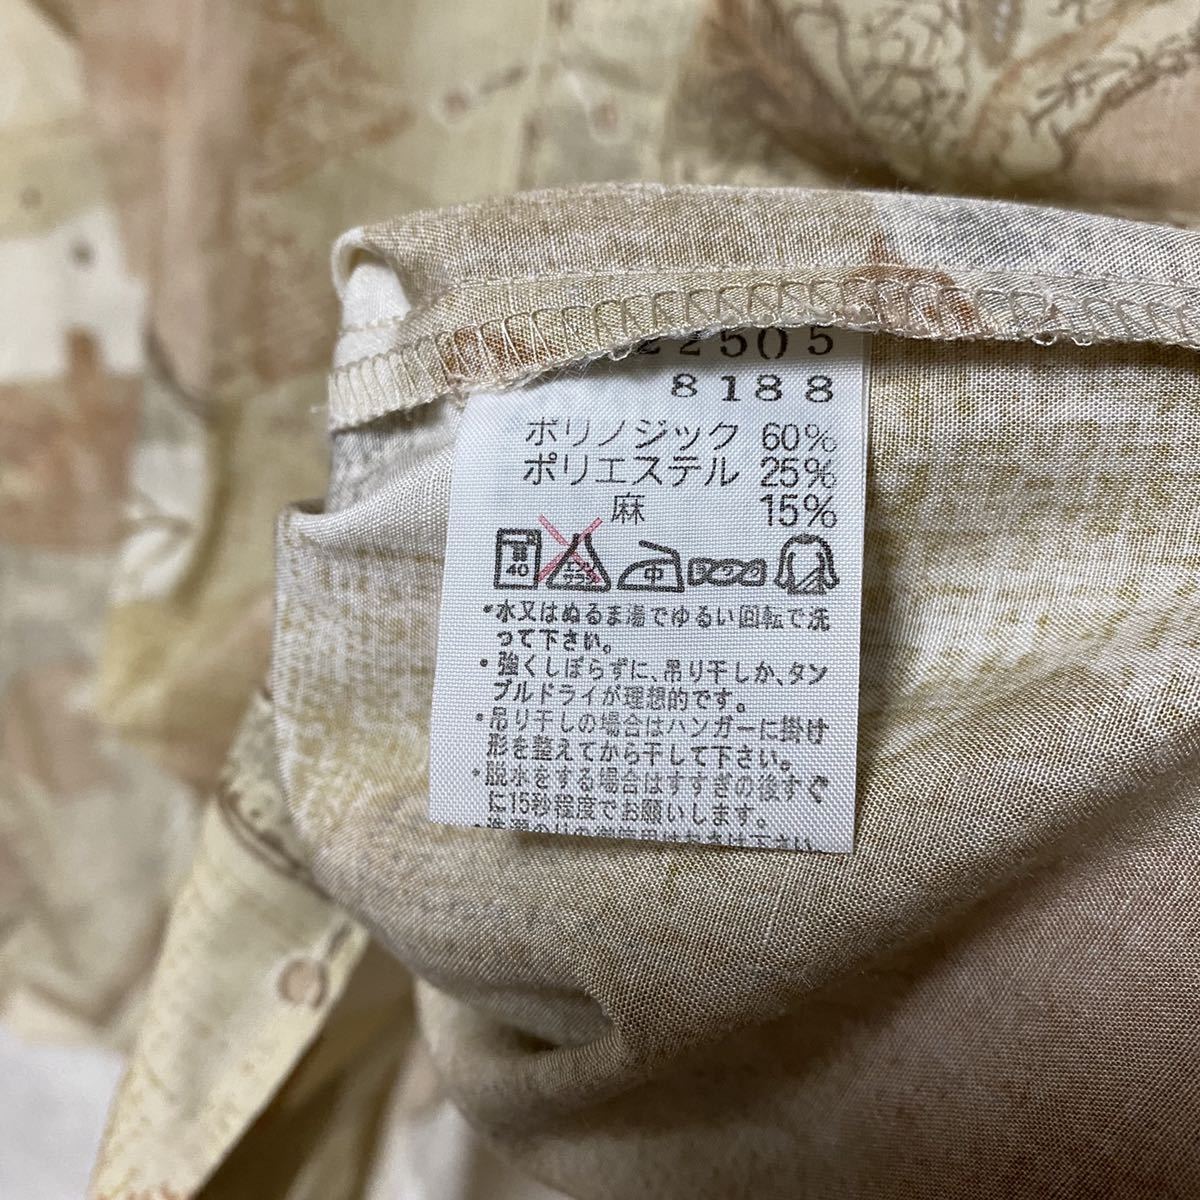 22505
8188
ポリノジック 60%
ポリエステル 25%
麻 15%
40
中
・水又はぬるま湯でゆるい回転で洗
って下さい。
・強くしぼらずに、吊り干しか、タン
ブルドライが理想的です。
・吊り干しの場合はハンガーに掛け
形を整えてから干して下さい。
・脱水をする場合はすすぎの後すぐ
に15秒程度でお願いします。